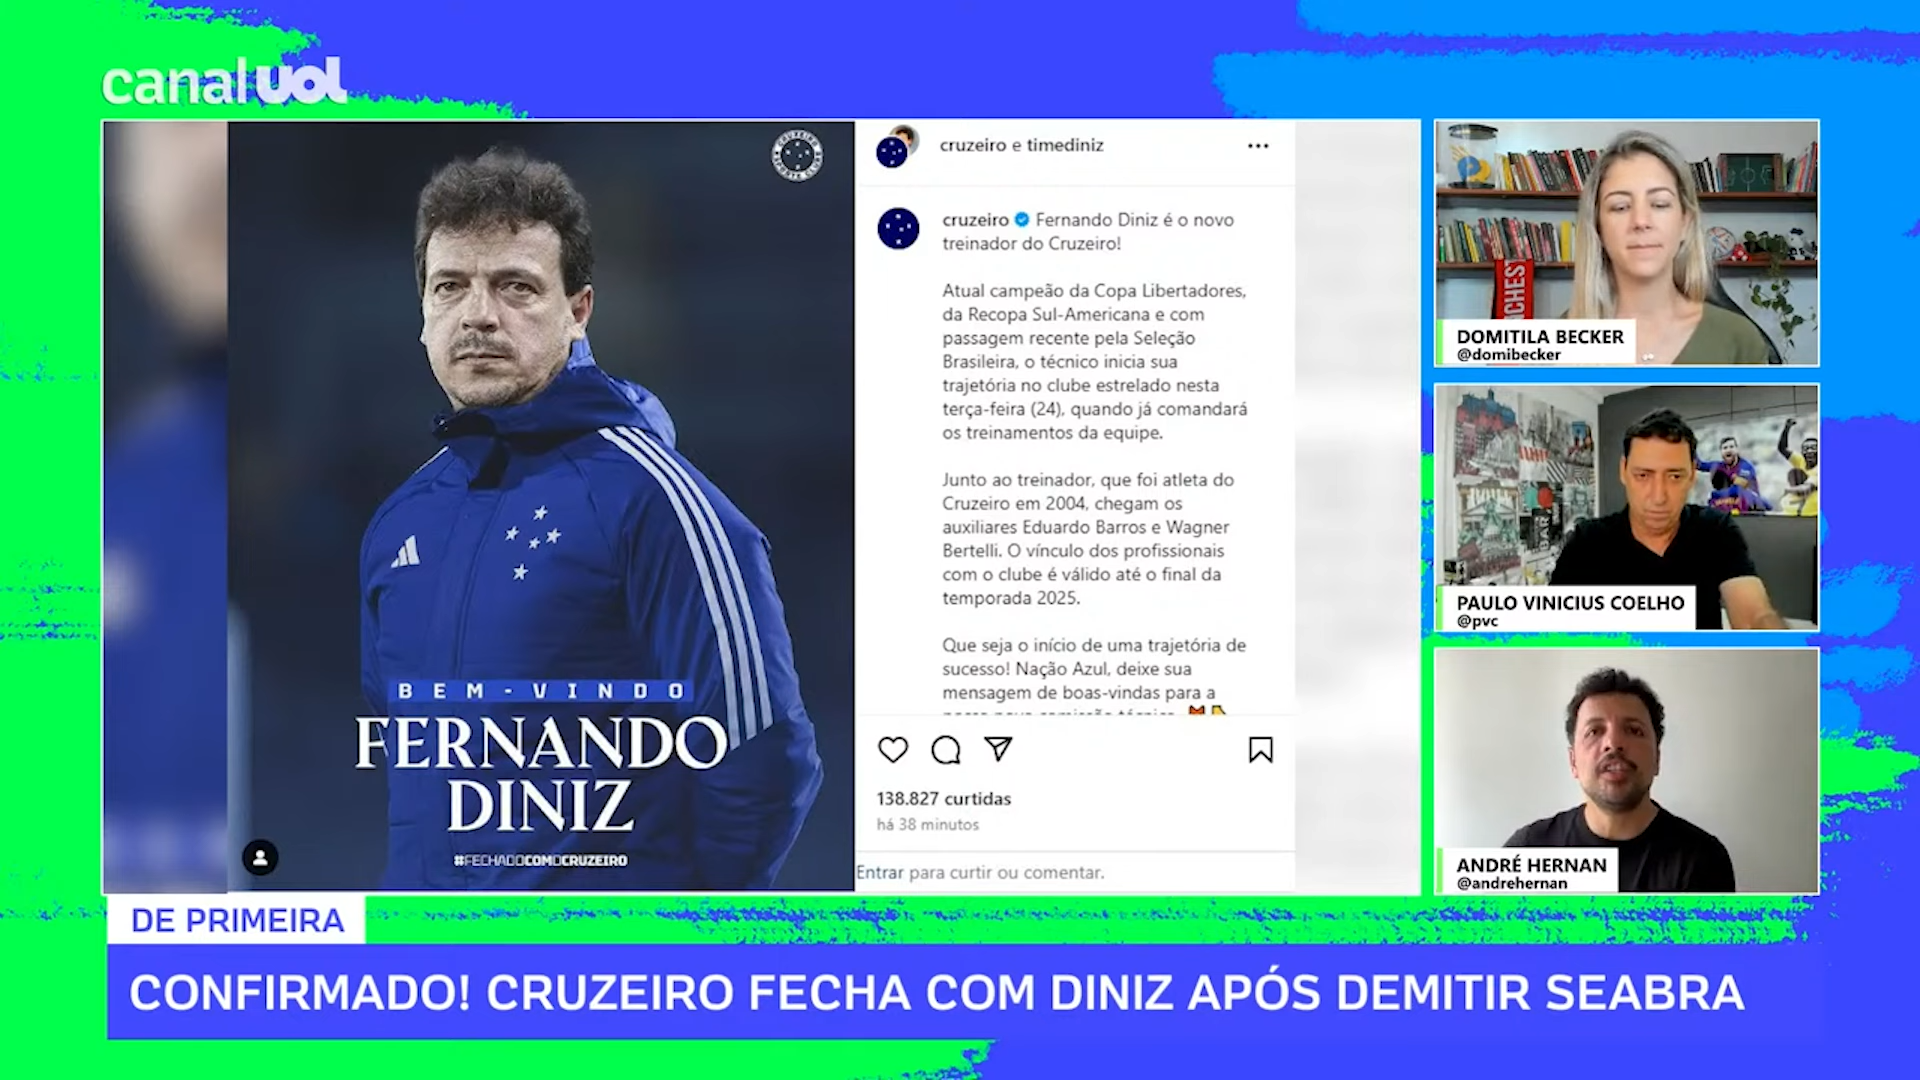 canal uol
CRUZEIRO ESPORTE CLUBE
BEM-VINDO
FERNANDO
DINIZ
#FECHADOCOMOCRUZEIRO
cruzeiro e timediniz
cruzeiro Fernando Diniz é o novo
treinador do Cruzeiro!
Atual campeão da Copa Libertadores,
da Recopa Sul-Americana e com
passagem recente pela Seleção
Brasileira, o técnico inicia sua
trajetória no clube estrelado nesta
terça-feira (24), quando já comandará
os treinamentos da equipe.
Junto ao treinador, que foi atleta do
Cruzeiro em 2004, chegam os
auxiliares Eduardo Barros e Wagner
Bertelli. O vínculo dos profissionais
com o clube é válido até o final da
temporada 2025.
Que seja o início de uma trajetória de
sucesso! Nação Azul, deixe sua
mensagem de boas-vindas para a
138.827 curtidas
há 38 minutos
Entrar para curtir ou comentar.
CHEST
DOMITILA BECKER
@domibecker
PAULO VINICIUS COELHO
@pvc
ANDRÉ HERNAN
@andrehernan
DE PRIMEIRA
CONFIRMADO! CRUZEIRO FECHA COM DINIZ APÓS DEMITIR SEABRA